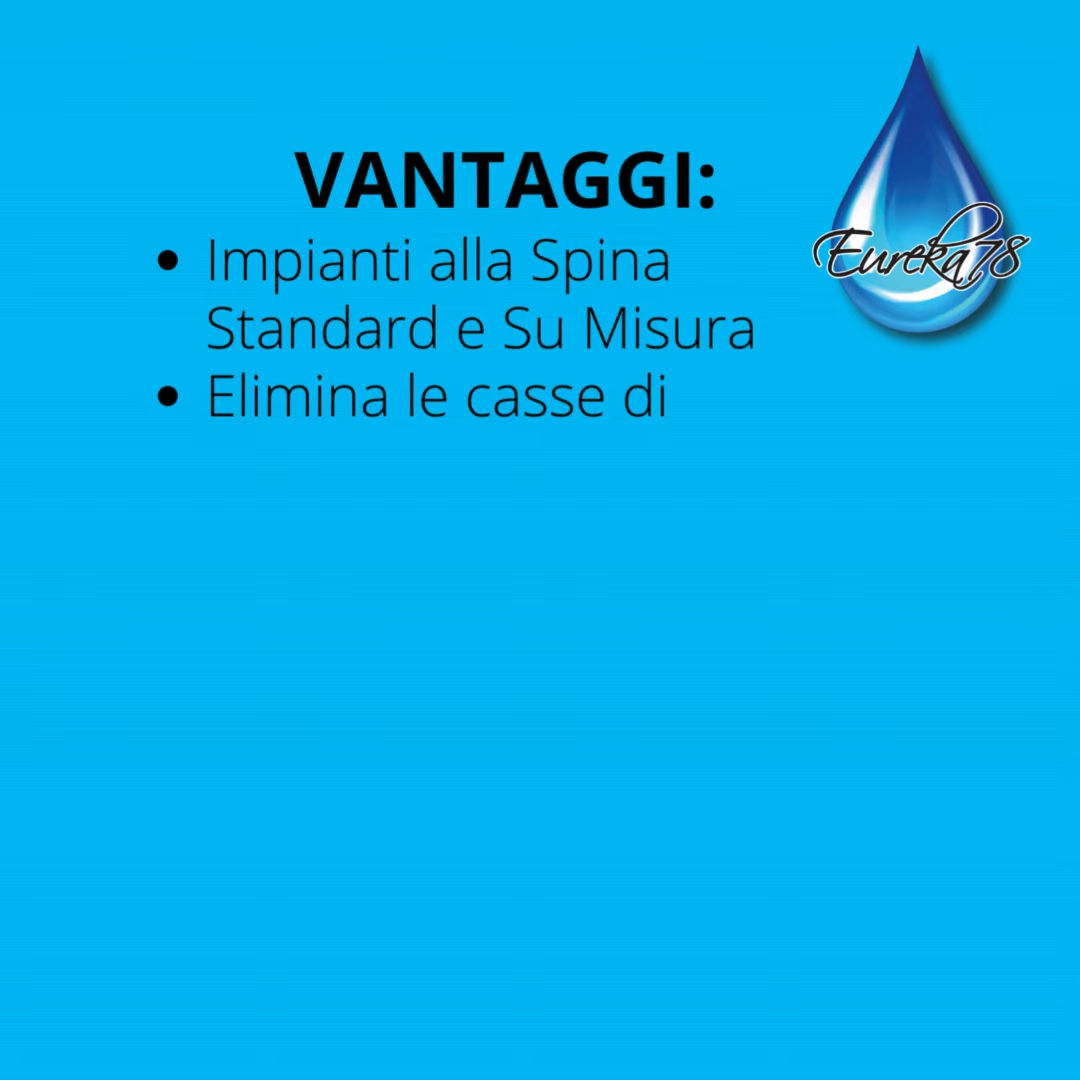 VANTAGGI:
• Impianti alla Spina
Standard e Su Misura
• Elimina le casse di
Eureka78